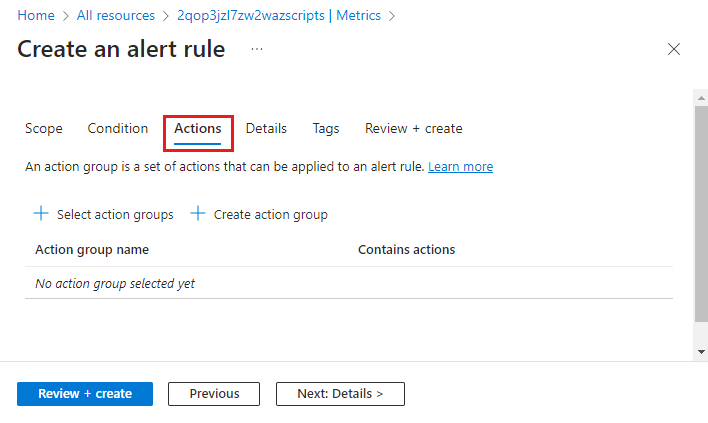 Home > All resources > 2qop3jzl7zw2wazscripts | Metrics >
Create an alert rule ...
Scope Condition Actions Details Tags Review + create
An action group is a set of actions that can be applied to an alert rule. Learn more
+ Select action groups + Create action group
Action group name Contains actions
No action group selected yet
Review + create Previous Next: Details >